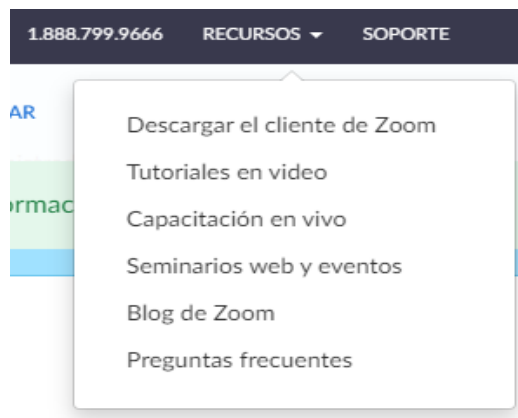 1.888.799.9666 RECURSOS SOPORTE
AR
Descargar el cliente de Zoom
Tutoriales en video
ormac
Capacitación en vivo
Seminarios web y eventos
Blog de Zoom
Preguntas frecuentes